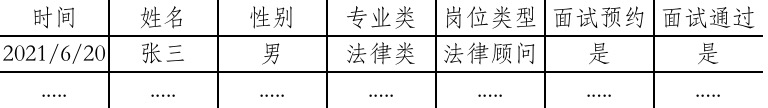 时间 姓名 性别 专业类 岗位类型 面试预约 面试通过
2021/6/20 张三 男 法律类 法律顾问 是 是
..... ..... ..... ..... ..... ..... .....